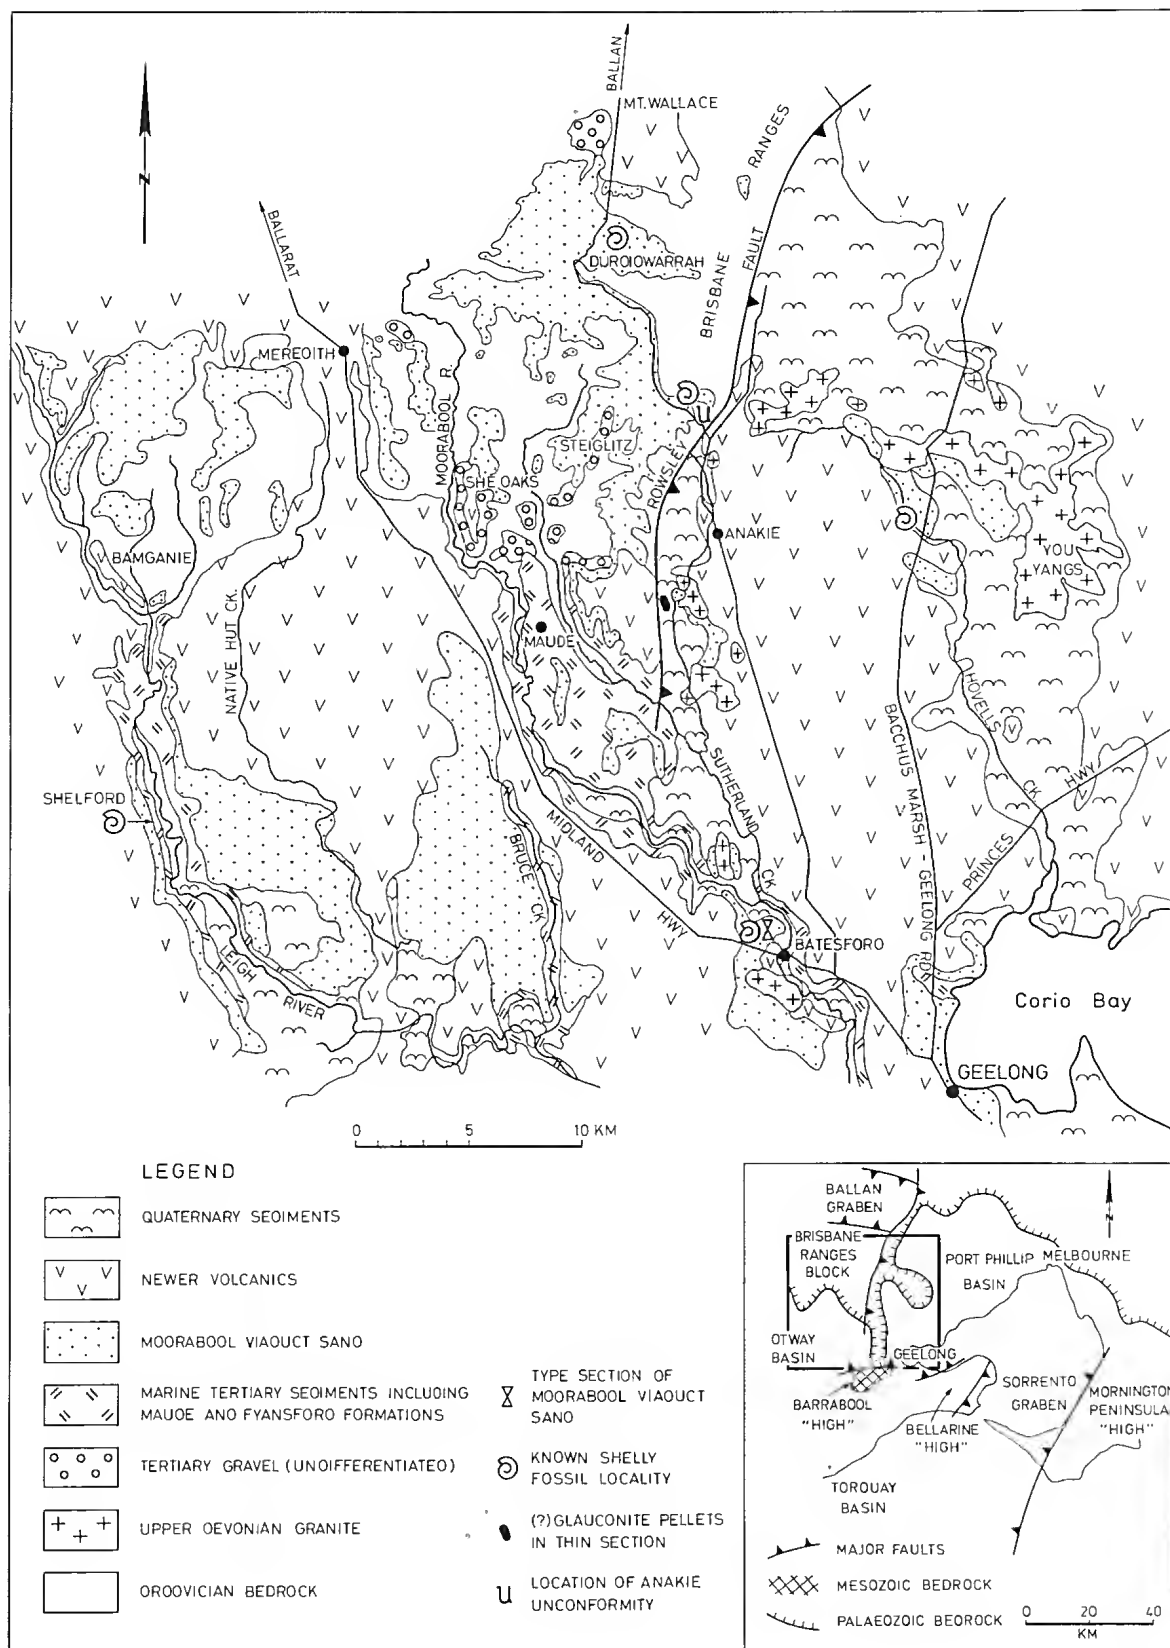 BALLAN
MT. WALLACE
N
RANGES
BALLARAT
DUROIOWARRAH
BRISBANE
FAULT
MEREOITH
MOORABOOL R.
STEIGLITZ
U
SHE OAKS
ROWSLEY
ANAKIE
YOU
YANGS
BAMGANIE
NATIVE HUT CK.
MAUDE
HOVELLS
CK
BACCHUS MARSH - GEELONG RD
SUTHERLAND
CK
PRINCES
HWY
SHELFORD
BRUCE
CK
MIDLAND
HWY
BATESFORO
LEIGH
RIVER
Corio Bay
GEELONG
0 5 10 KM
LEGEND
QUATERNARY SEOIMENTS
NEWER VOLCANICS
MOORABOOL VIAOUCT SANO
MARINE TERTIARY SEOIMENTS INCLUDING
MAUOE AND FYANSFORO FORMATIONS
TERTIARY GRAVEL (UNOIFFERENTIATEO)
UPPER OEVONIAN GRANITE
OROOVICIAN BEDROCK
TYPE SECTION OF
MOORABOOL VIAOUCT
SANO
KNOWN SHELLY
FOSSIL LOCALITY
(?)GLAUCONITE PELLETS
IN THIN SECTION
U LOCATION OF ANAKIE
UNCONFORMITY
BALLAN
GRABEN
N
BRISBANE
RANGES
BLOCK
PORT PHILLIP
BASIN
MELBOURNE
OTWAY
BASIN
GEELONG
BARRABOOL
"HIGH"
BELLARINE
"HIGH"
SORRENTO
GRABEN
MORNINGTON
PENINSULA
"HIGH"
TOROUAY
BASIN
MAJOR FAULTS
MESOZOIC BEDROCK
PALAEOZOIC BEDROCK
0 20 40
KM